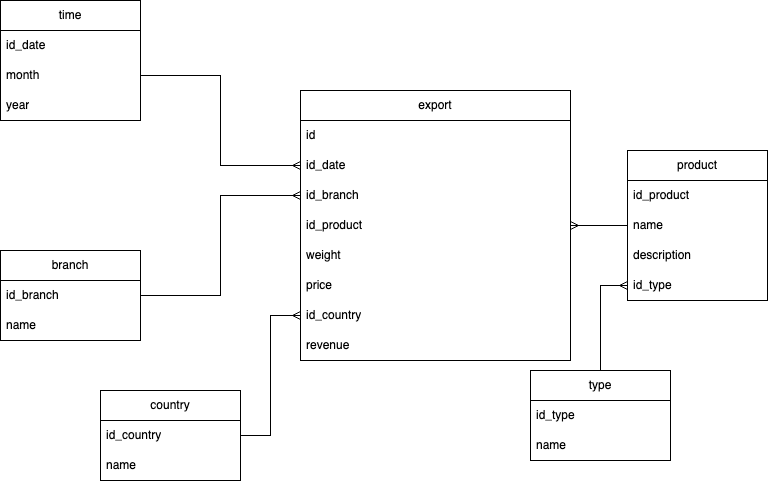 time
id_date
month
year
export
id
id_date
id_branch
id_product
weight
price
id_country
revenue
product
id_product
name
description
id_type
branch
id_branch
name
country
id_country
name
type
id_type
name